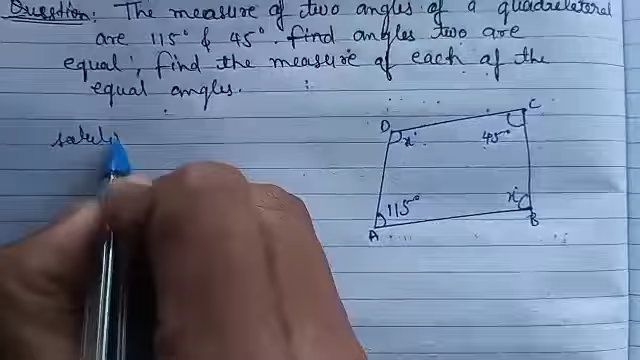 Question: The measure of two angles of a quadrilateral
are 115° & 45°. find angles two are
equal, find the measure of each of the
equal angles.
D
C
x°
45°
115°
x°
A
B